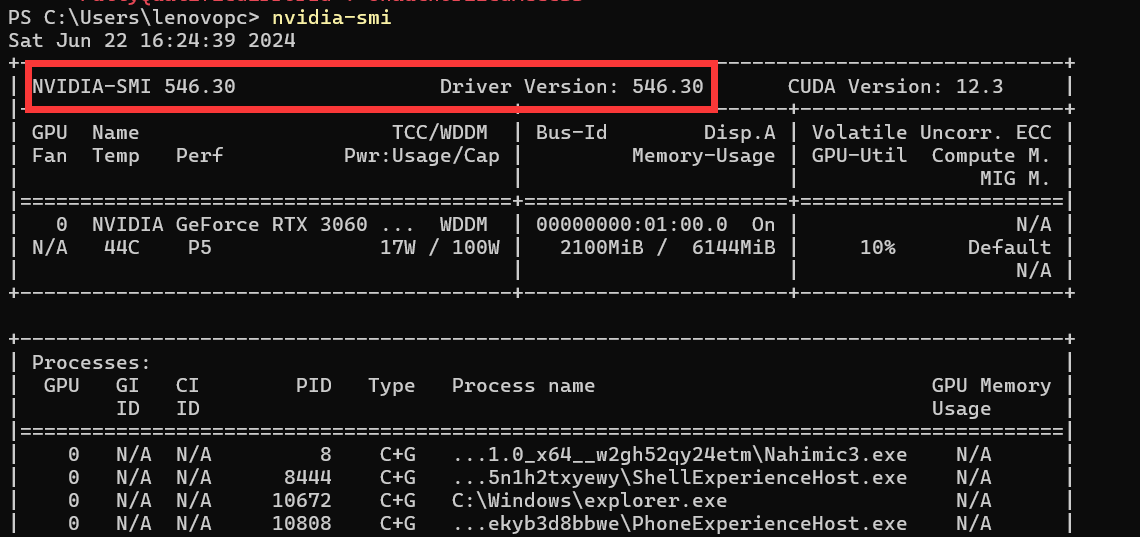 PS C:\Users\lenovopc> nvidia-smi
Sat Jun 22 16:24:39 2024
NVIDIA-SMI 546.30 Driver Version: 546.30 CUDA Version: 12.3
GPU Name TCC/WDDM | Bus-Id Disp.A | Volatile Uncorr. ECC
Fan Temp Perf Pwr:Usage/Cap | Memory-Usage | GPU-Util Compute M.
MIG M.
0 NVIDIA GeForce RTX 3060 ... WDDM | 00000000:01:00.0 On | N/A
N/A 44C P5 17W / 100W | 2100MiB / 6144MiB | 10% Default
N/A
Processes:
GPU GI CI PID Type Process name GPU Memory
ID ID Usage
0 N/A N/A 8 C+G ...1.0_x64__w2gh52qy24etm\Nahimic3.exe N/A
0 N/A N/A 8444 C+G ...5n1h2txyewy\ShellExperienceHost.exe N/A
0 N/A N/A 10672 C+G C:\Windows\explorer.exe N/A
0 N/A N/A 10808 C+G ...ekyb3d8bbwe\PhoneExperienceHost.exe N/A